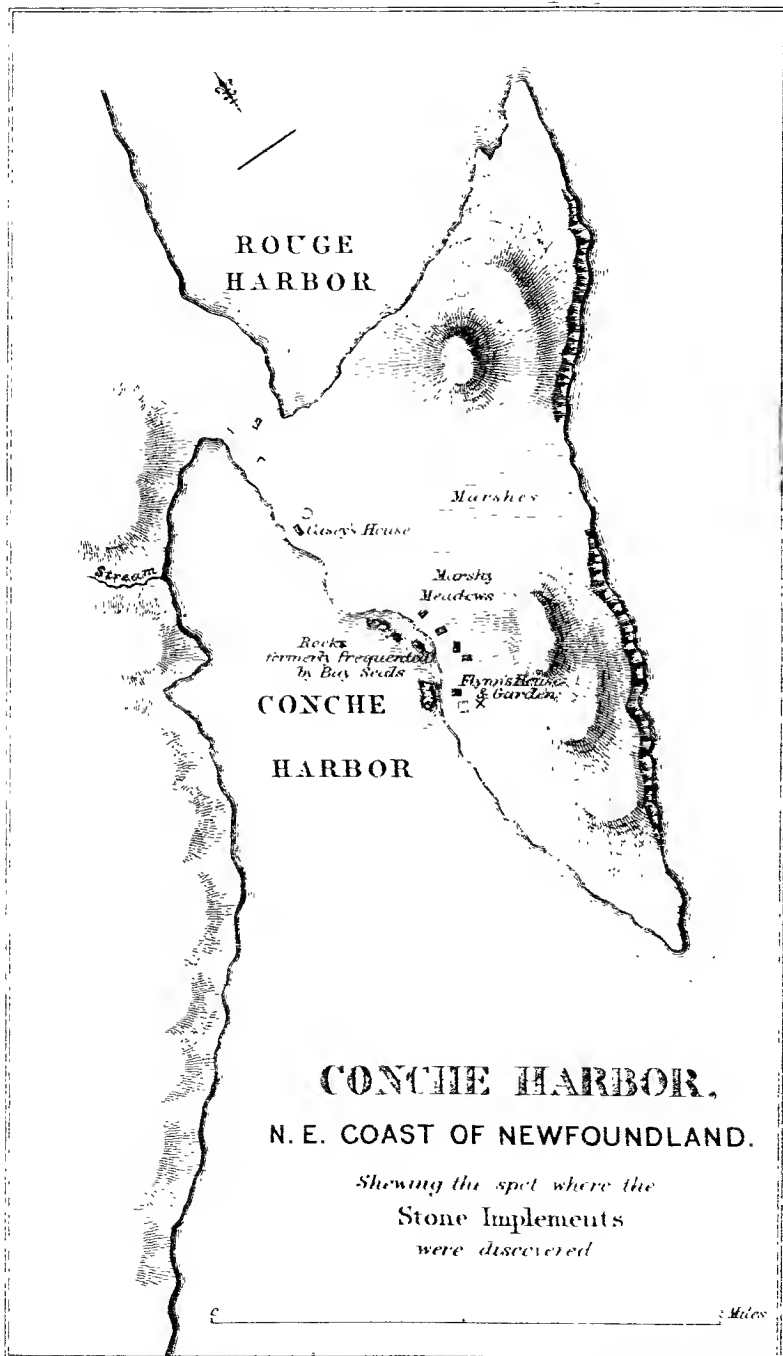 ROUGE
HARBOR
Marshes
Casey's House
Stream
Marshy
Meadows
Rocks
formerly frequented
by Bay Seals
Flynn's House
& Garden
X
CONCHE
HARBOR
CONCHE HARBOR,
N. E. COAST OF NEWFOUNDLAND.
Shewing the spot where the
Stone Implements
were discovered
Miles